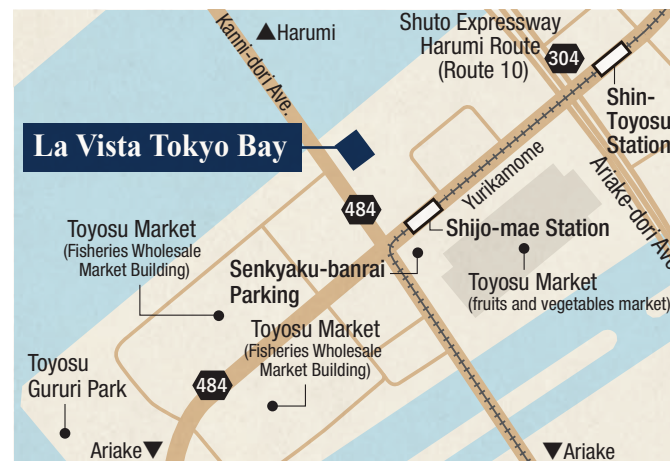 Kanni-dori Ave.
▲Harumi
Shuto Expressway
Harumi Route
(Route 10)
304
Shin-
Toyosu
Station
La Vista Tokyo Bay
484
Yurikamome
Ariake-dori Ave.
Shijo-mae Station
Toyosu Market
(Fisheries Wholesale
Market Building)
Senkyaku-banrai
Parking
Toyosu Market
(fruits and vegetables market)
Toyosu Market
(Fisheries Wholesale
Market Building)
Toyosu
Gururi Park
484
Ariake▼
▼Ariake